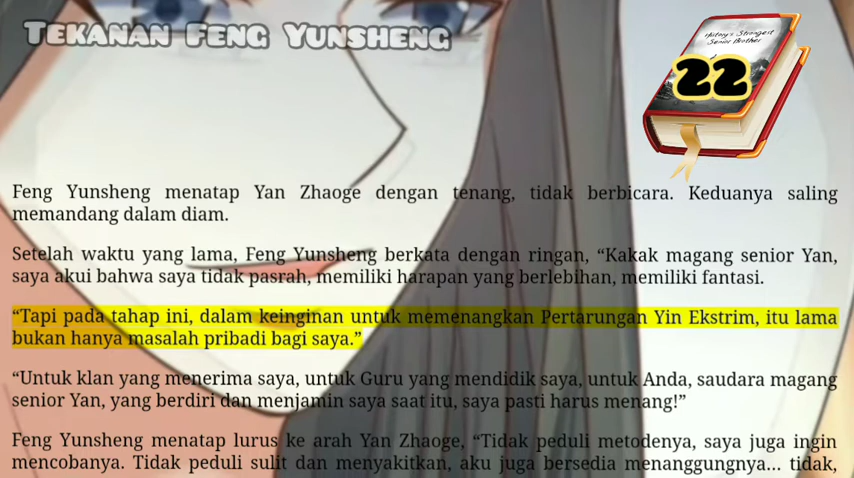 TEKANAN FENG YUNSHENG
History's Strongest
Senior Brother
22
Feng Yunsheng menatap Yan Zhaoge dengan tenang, tidak berbicara. Keduanya saling
memandang dalam diam.
Setelah waktu yang lama, Feng Yunsheng berkata dengan ringan, “Kakak magang senior Yan,
saya akui bahwa saya tidak pasrah, memiliki harapan yang berlebihan, memiliki fantasi.
“Tapi pada tahap ini, dalam keinginan untuk memenangkan Pertarungan Yin Ekstrim, itu lama
bukan hanya masalah pribadi bagi saya.”
“Untuk klan yang menerima saya, untuk Guru yang mendidik saya, untuk Anda, saudara magang
senior Yan, yang berdiri dan menjamin saya saat itu, saya pasti harus menang!”
Feng Yunsheng menatap lurus ke arah Yan Zhaoge, “Tidak peduli metodenya, saya juga ingin
mencobanya. Tidak peduli sulit dan menyakitkan, aku juga bersedia menanggungnya... tidak,